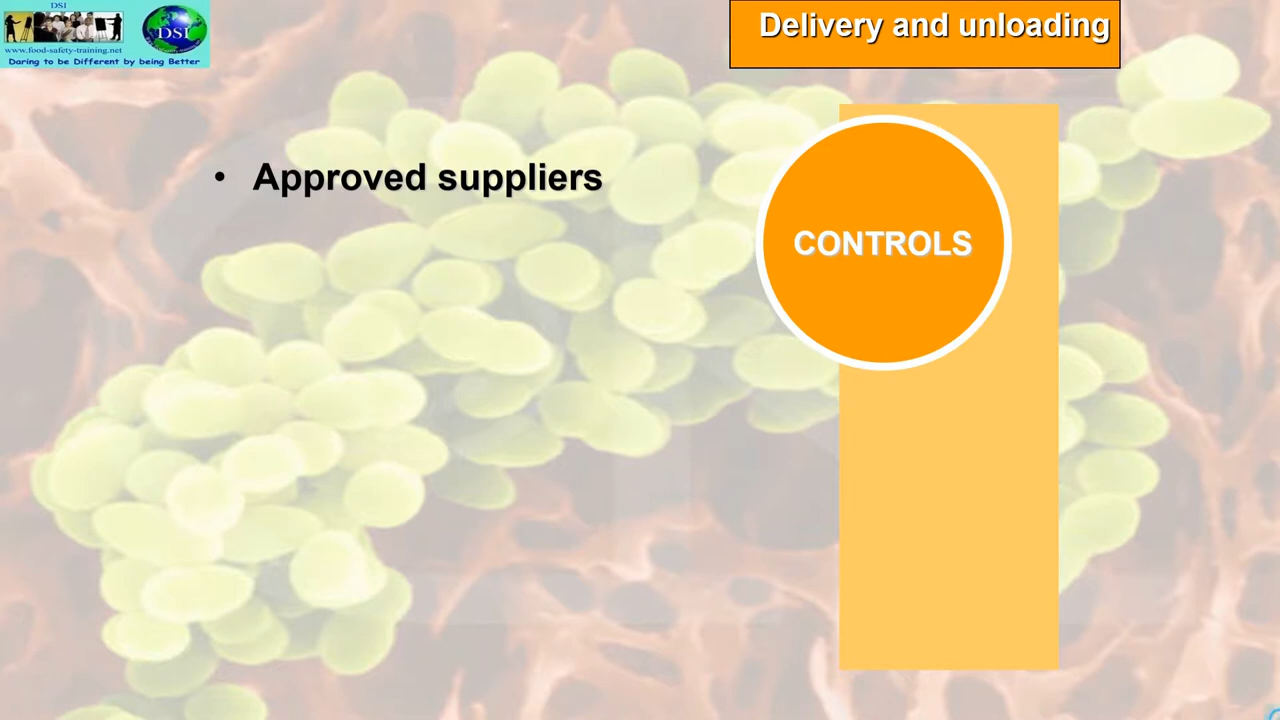 DSI
DSI
www.food-safety-training.net
Daring to be Different by being Better
Delivery and unloading
• Approved suppliers
CONTROLS